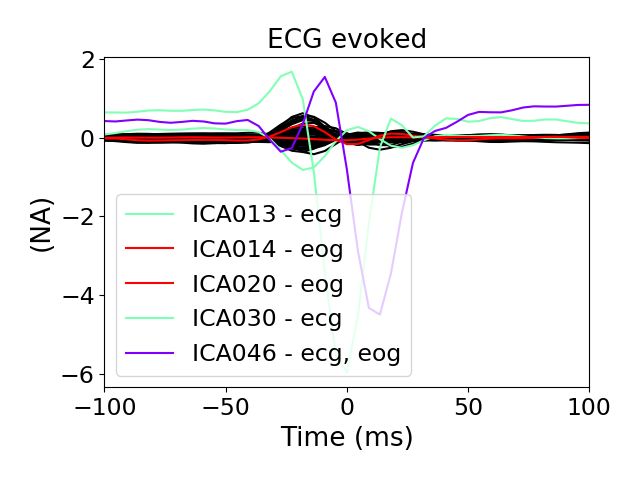 ECG evoked
2
0
−2
−4
−6
(NA)
ICA013 - ecg
ICA014 - eog
ICA020 - eog
ICA030 - ecg
ICA046 - ecg, eog
−100
−50
0
50
100
Time (ms)